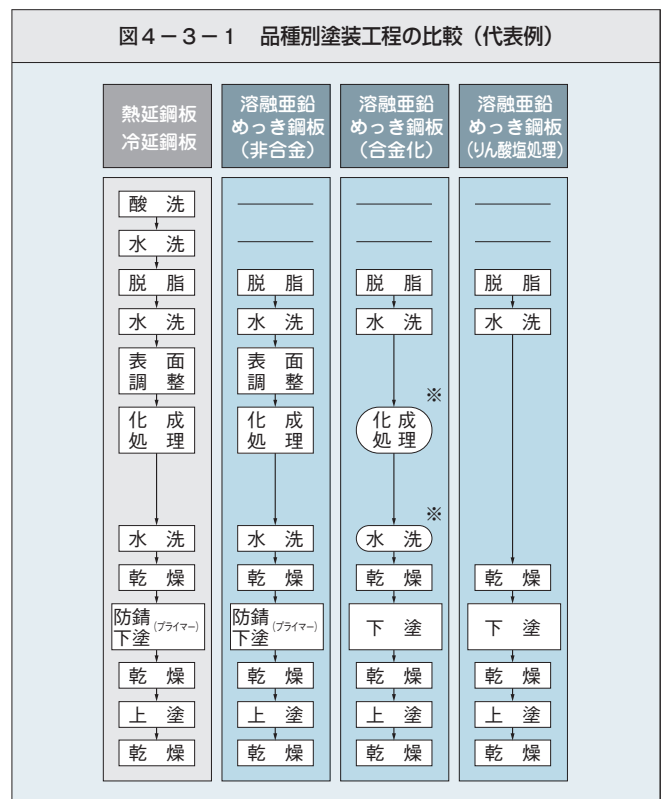 図4-3-1 品種別塗装工程の比較（代表例）
熱延鋼板
冷延鋼板
酸 洗
水 洗
脱 脂
水 洗
表 面
調 整
化 成
処 理
水 洗
乾 燥
防錆
下塗
(プライマー)
乾 燥
上 塗
乾 燥
溶融亜鉛
めっき鋼板
（非合金）
脱 脂
水 洗
表 面
調 整
化 成
処 理
水 洗
乾 燥
防錆
下塗
(プライマー)
乾 燥
上 塗
乾 燥
溶融亜鉛
めっき鋼板
（合金化）
脱 脂
水 洗
※
化 成
処 理
※
水 洗
乾 燥
下 塗
乾 燥
上 塗
乾 燥
溶融亜鉛
めっき鋼板
(りん酸塩処理)
脱 脂
水 洗
乾 燥
下 塗
乾 燥
上 塗
乾 燥